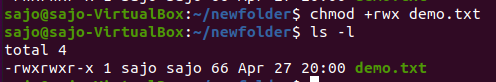 sajo@sajo-VirtualBox:~/newfolder$ chmod +rwx demo.txt
sajo@sajo-VirtualBox:~/newfolder$ ls -l
total 4
-rwxrwxr-x 1 sajo sajo 66 Apr 27 20:00 demo.txt